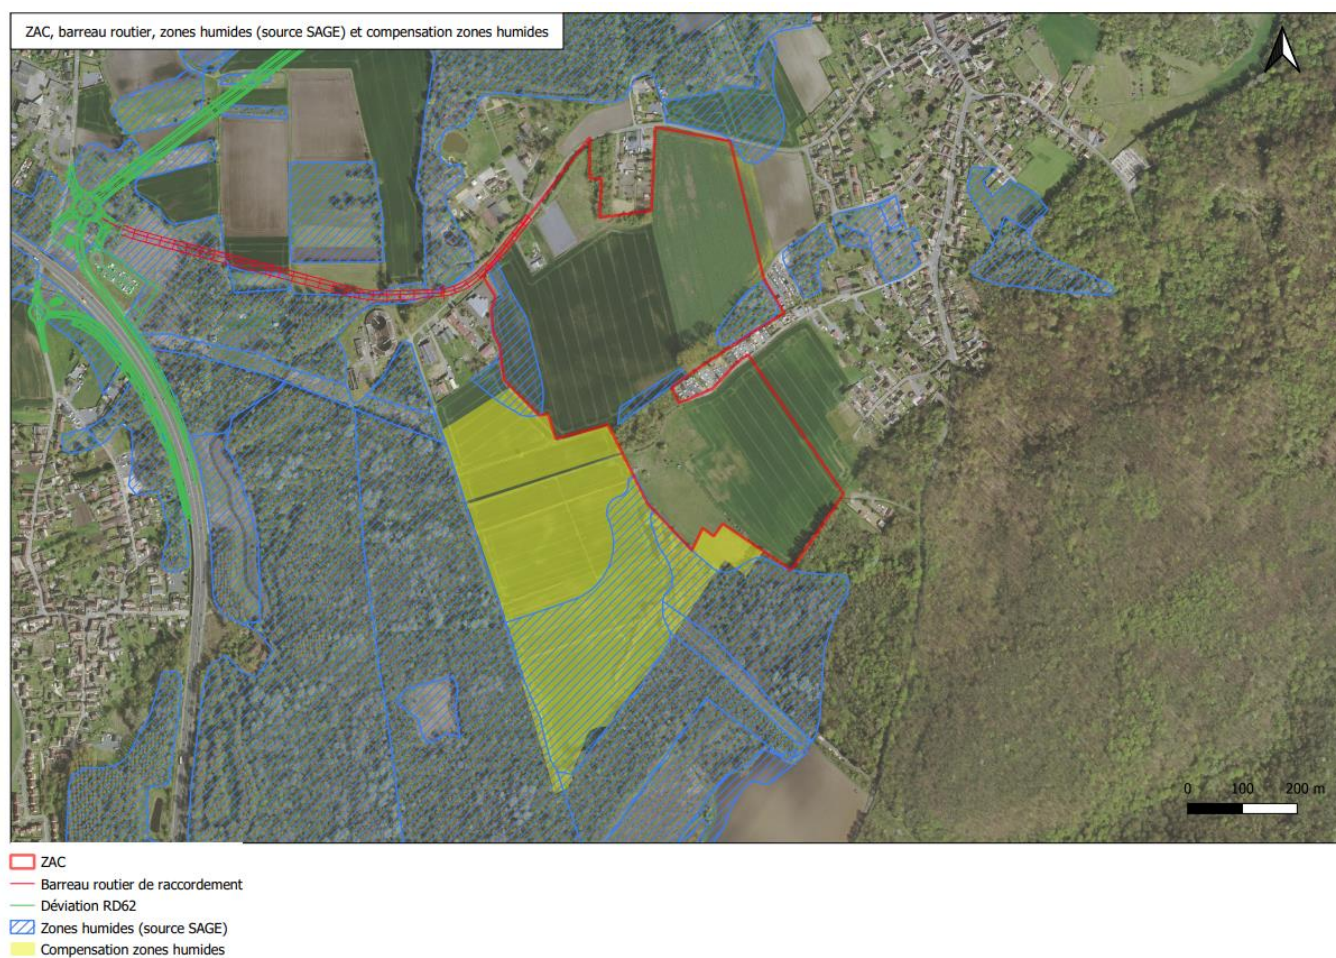 ZAC, barreau routier, zones humides (source SAGE) et compensation zones humides
0 100 200 m
ZAC
Barreau routier de raccordement
Déviation RD62
Zones humides (source SAGE)
Compensation zones humides